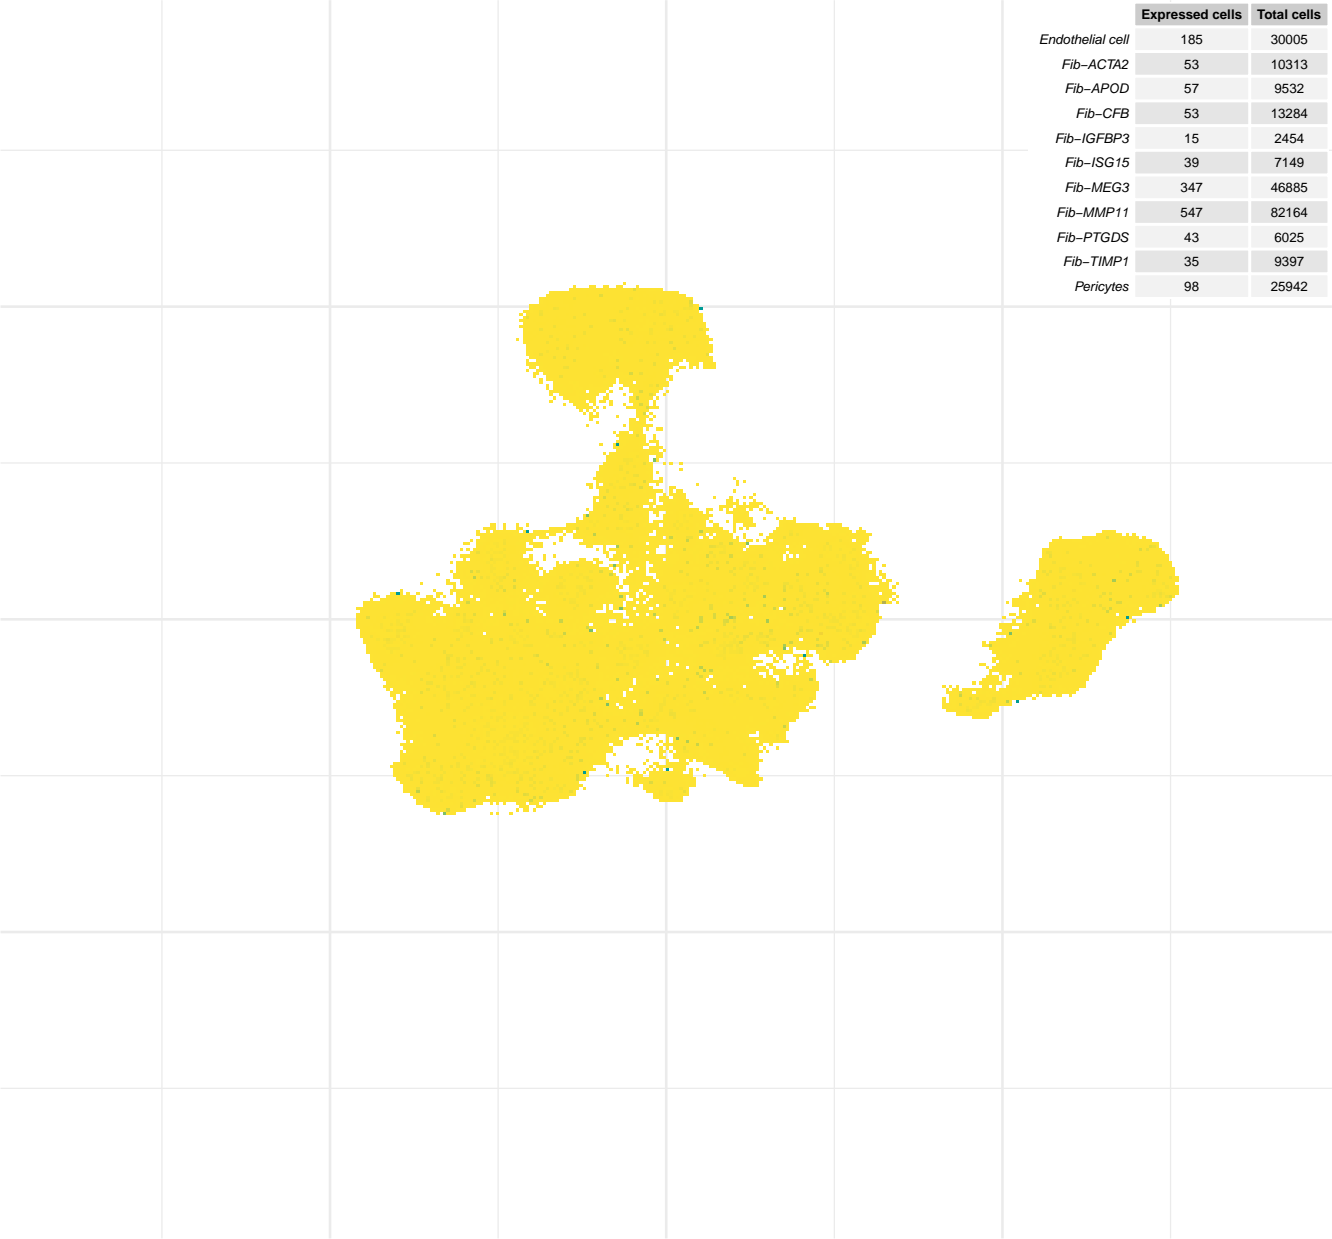 Expressed cells Total cells
Endothelial cell 185 30005
Fib−ACTA2 53 10313
Fib−APOD 57 9532
Fib−CFB 53 13284
Fib−IGFBP3 15 2454
Fib−ISG15 39 7149
Fib−MEG3 347 46885
Fib−MMP11 547 82164
Fib−PTGDS 43 6025
Fib−TIMP1 35 9397
Pericytes 98 25942